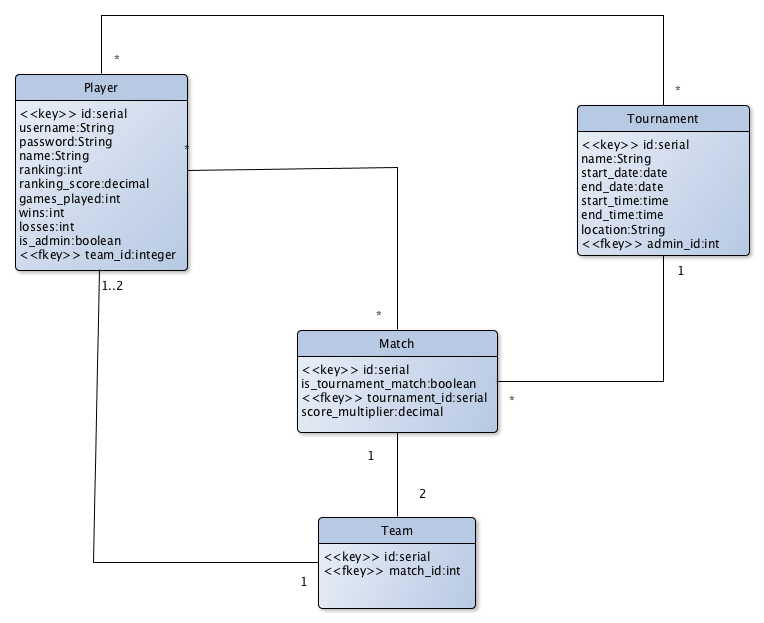 *
*
Player
<<key>> id:serial
username:String
password:String
name:String
ranking:int
ranking_score:decimal
games_played:int
wins:int
losses:int
is_admin:boolean
<<fkey>> team_id:integer
*
1..2
Tournament
<<key>> id:serial
name:String
start_date:date
end_date:date
start_time:time
end_time:time
location:String
<<fkey>> admin_id:int
1
*
Match
<<key>> id:serial
is_tournament_match:boolean
<<fkey>> tournament_id:serial
score_multiplier:decimal
*
1
2
Team
<<key>> id:serial
<<fkey>> match_id:int
1